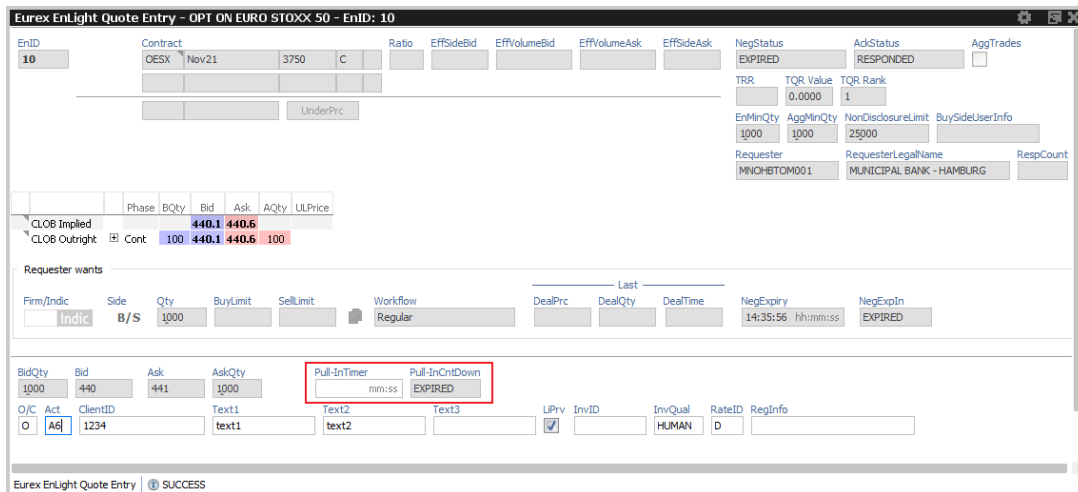 Eurex EnLight Quote Entry - OPT ON EURO STOXX 50 - EnID: 10
EnID Contract Ratio EffSideBid EffVolumeBid EffVolumeAsk EffSideAsk NegStatus AckStatus AggTrades
10 OESX Nov21 3750 C EXPIRED RESPONDED
TRR TQR Value TQR Rank
0.0000 1
UnderPrc
EnMinQty AggMinQty NonDisclosureLimit BuySideUserInfo
1000 1000 25000
Requester RequesterLegalName RespCount
MNOHBTOM001 MUNICIPAL BANK - HAMBURG
Phase BQty Bid Ask AQty ULPrice
CLOB Implied 440.1 440.6
CLOB Outright Cont 100 440.1 440.6 100
Requester wants
Last
Firm/Indic Side Qty BuyLimit SellLimit Workflow DealPrc DealQty DealTime NegExpiry NegExpIn
Indic B/S 1000 Regular 14:35:56 hh:mm:ss EXPIRED
BidQty Bid Ask AskQty Pull-InTimer Pull-InCntDown
1000 440 441 1000 mm:ss EXPIRED
O/C Act ClientID Text1 Text2 Text3 LiPrv InvID InvQual RateID RegInfo
O A6 1234 text1 text2 HUMAN D
Eurex EnLight Quote Entry SUCCESS